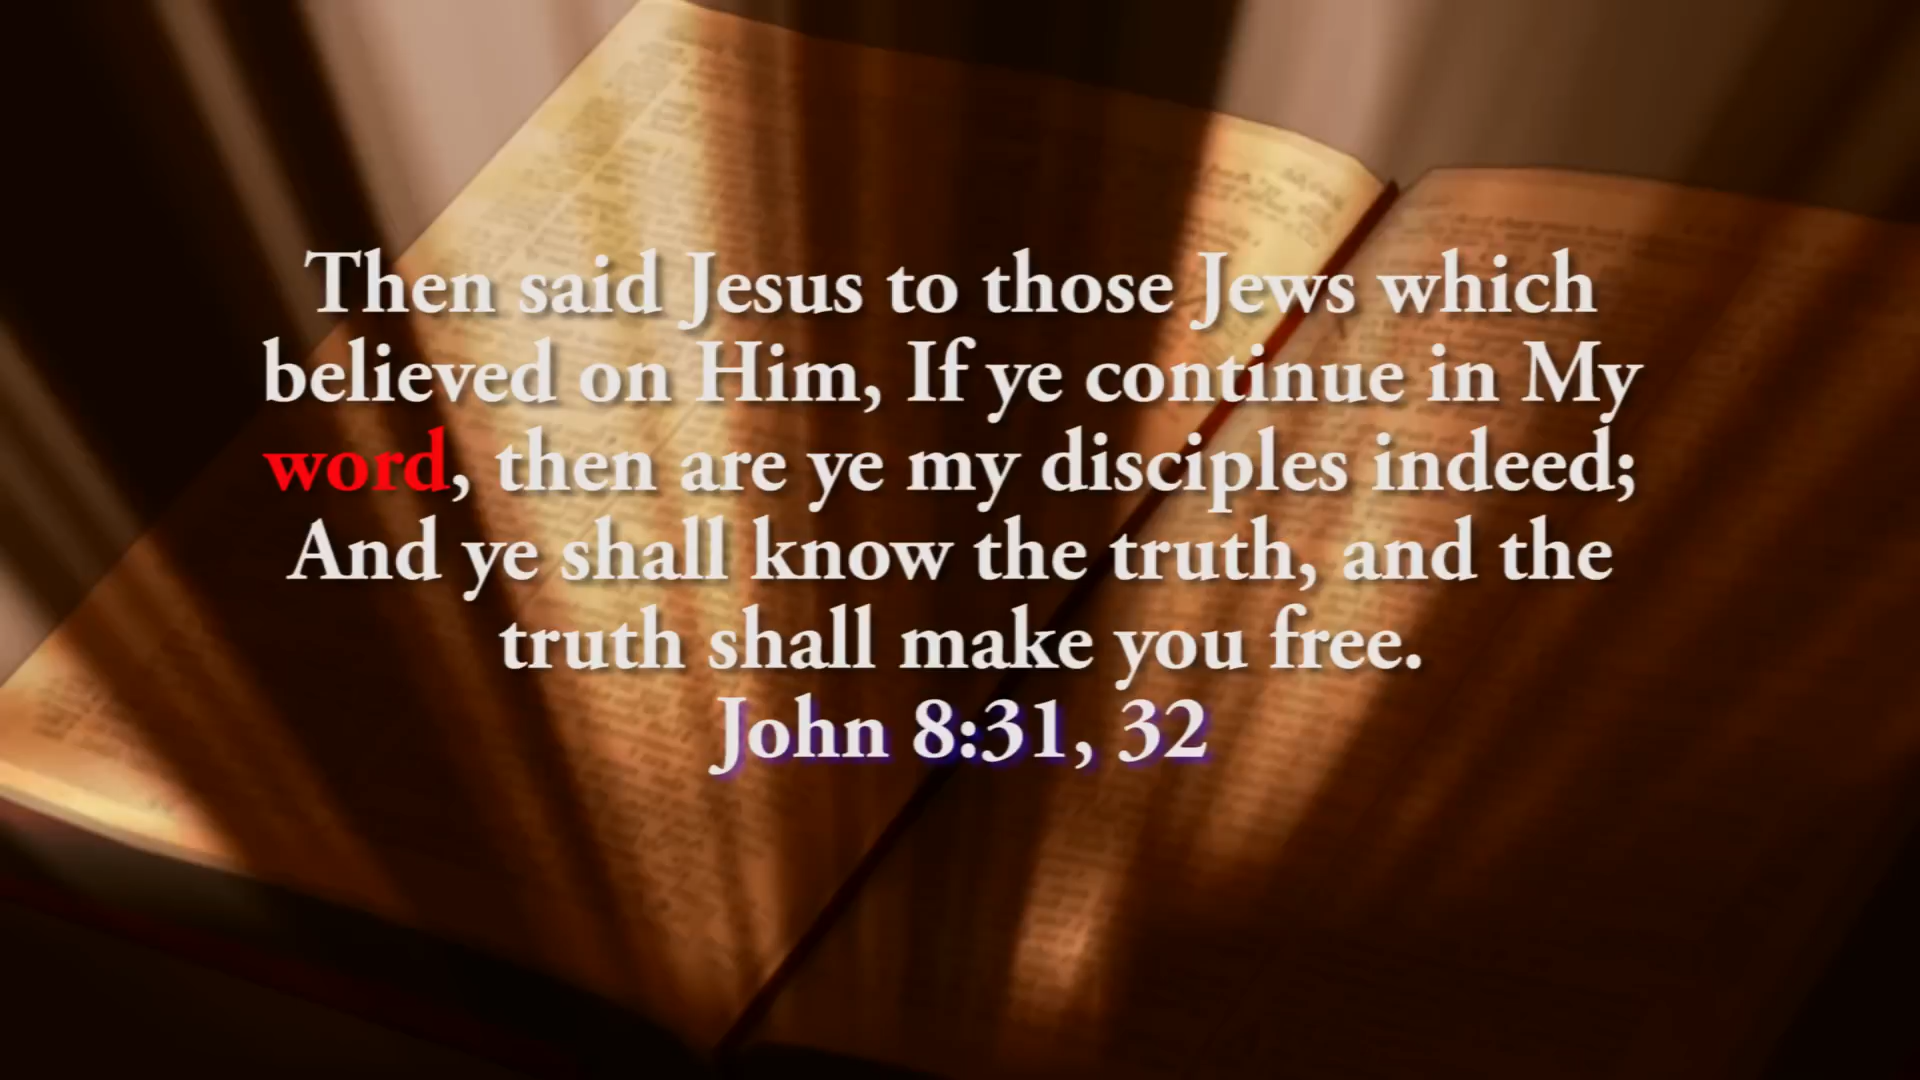 Then said Jesus to those Jews which
believed on Him, If ye continue in My
word, then are ye my disciples indeed;
And ye shall know the truth, and the
truth shall make you free.
John 8:31, 32